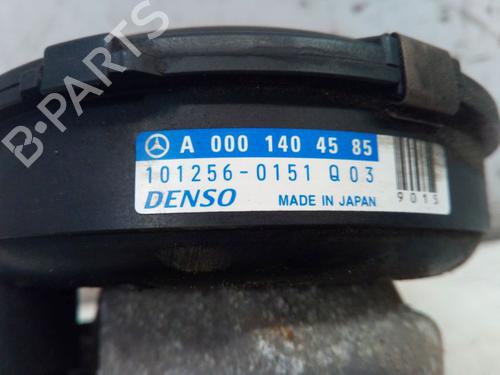 A 000 140 45 85
101256-0151 Q03
DENSO MADE IN JAPAN
9015
B-PARTS